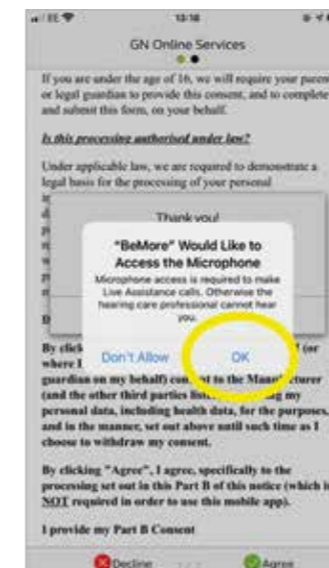 EE 13:18
GN Online Services
If you are under the age of 16, we will require your parent
or legal guardian to provide this consent, and to complete
and submit this form, on your behalf.
Is this processing authorised under law?
Under applicable law, we are required to demonstrate a
legal basis for the processing of your personal
Thank you!
"BeMore" Would Like to
Access the Microphone
Microphone access is required to make
Live Assistance calls. Otherwise the
hearing care professional cannot hear
you.
Don't Allow OK
By click (or
where I
guardian on my behalf) to the Manufacturer
(and the other third parties my
personal data, including health data, for the purposes,
and in the manner, set out above until such time as I
choose to withdraw my consent.
By clicking "Agree", I agree, specifically to the
processing set out in this Part B of this notice (which is
NOT required in order to use this mobile app).
I provide my Part B Consent
Decline Agree